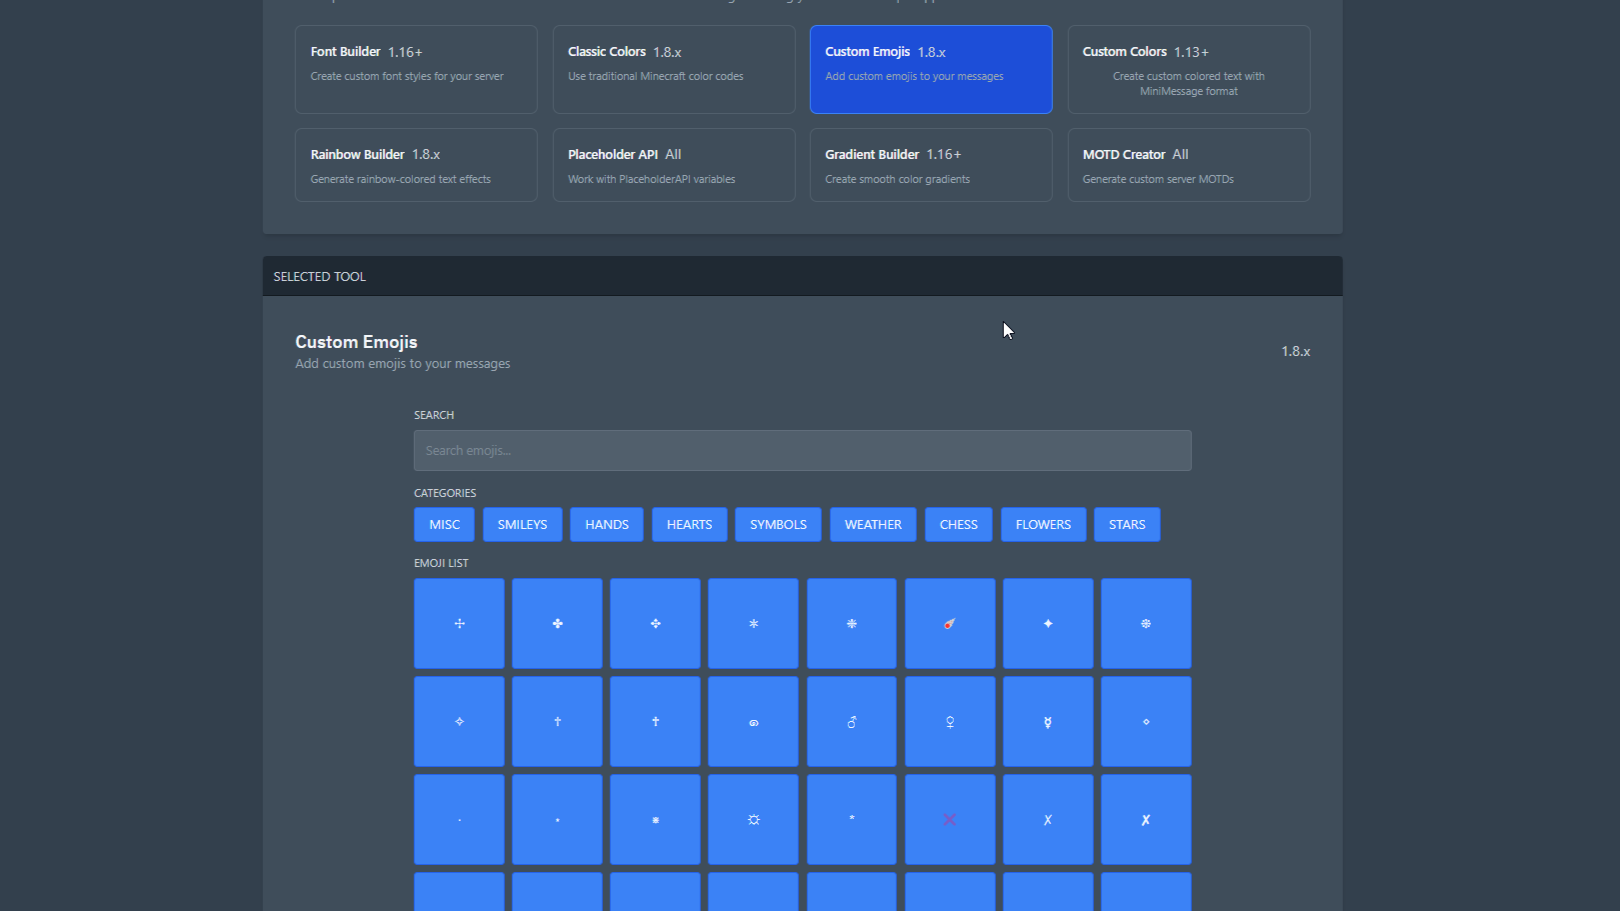 Font Builder 1.16+
Create custom font styles for your server
Classic Colors 1.8.x
Use traditional Minecraft color codes
Custom Emojis 1.8.x
Add custom emojis to your messages
Custom Colors 1.13+
Create custom colored text with
MiniMessage format
Rainbow Builder 1.8.x
Generate rainbow-colored text effects
Placeholder API All
Work with PlaceholderAPI variables
Gradient Builder 1.16+
Create smooth color gradients
MOTD Creator All
Generate custom server MOTDs
SELECTED TOOL
Custom Emojis
Add custom emojis to your messages
1.8.x
SEARCH
Search emojis...
CATEGORIES
MISC SMILEYS HANDS HEARTS SYMBOLS WEATHER CHESS FLOWERS STARS
EMOJI LIST